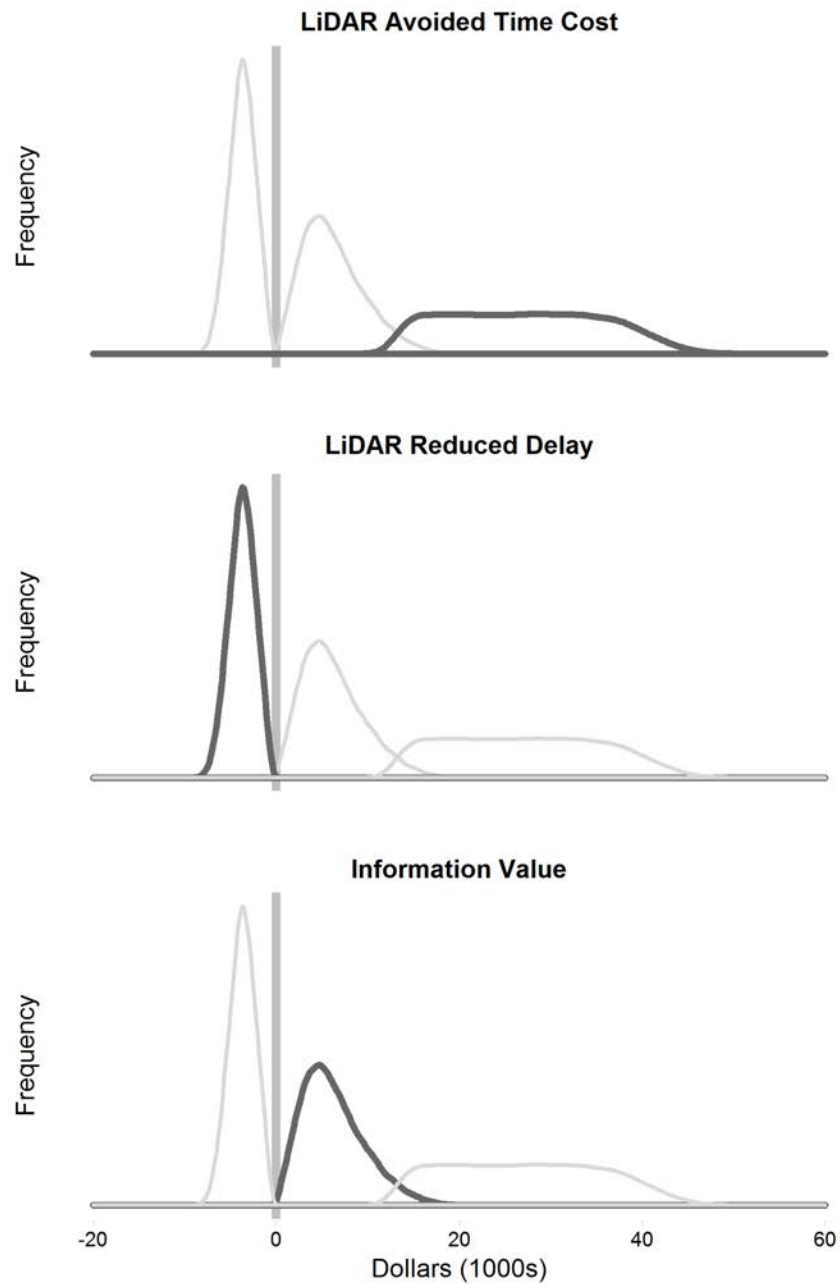 LiDAR Avoided Time Cost
Frequency
LiDAR Reduced Delay
Frequency
Information Value
Frequency
-20 0 20 40 60
Dollars (1000s)